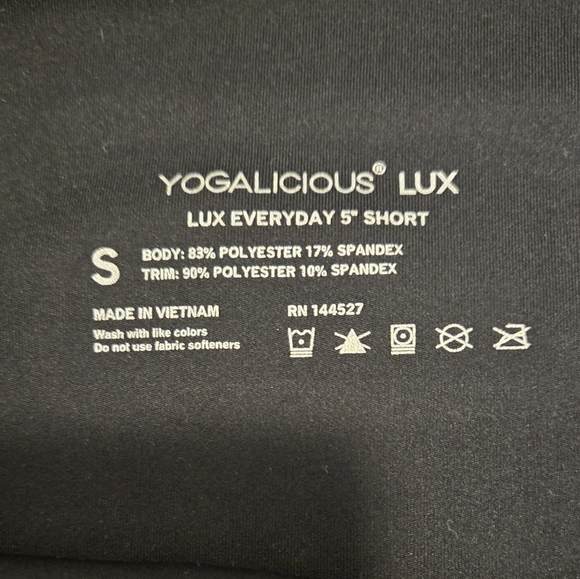 YOGALICIOUS® LUX
LUX EVERYDAY 5" SHORT
S
BODY: 83% POLYESTER 17% SPANDEX
TRIM: 90% POLYESTER 10% SPANDEX
MADE IN VIETNAM
RN 144527
Wash with like colors
Do not use fabric softeners